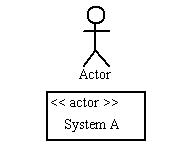 Actor
<< actor >>
System A